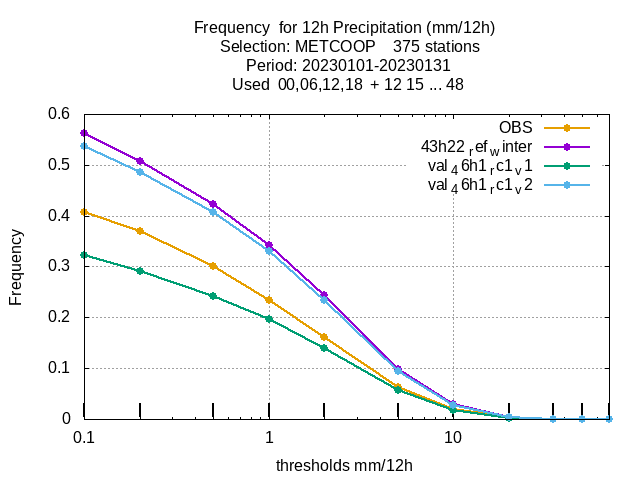 Frequency  for 12h Precipitation (mm/12h)
Selection: METCOOP    375 stations
Period: 20230101-20230131
Used  00,06,12,18  + 12 15 ... 48
0.6
0.5
0.4
0.3
0.2
0.1
0
Frequency
OBS
43h22 r ef w inter
val 4 6h1 r c1 v 1
val 4 6h1 r c1 v 2
0.1 1 10
thresholds mm/12h